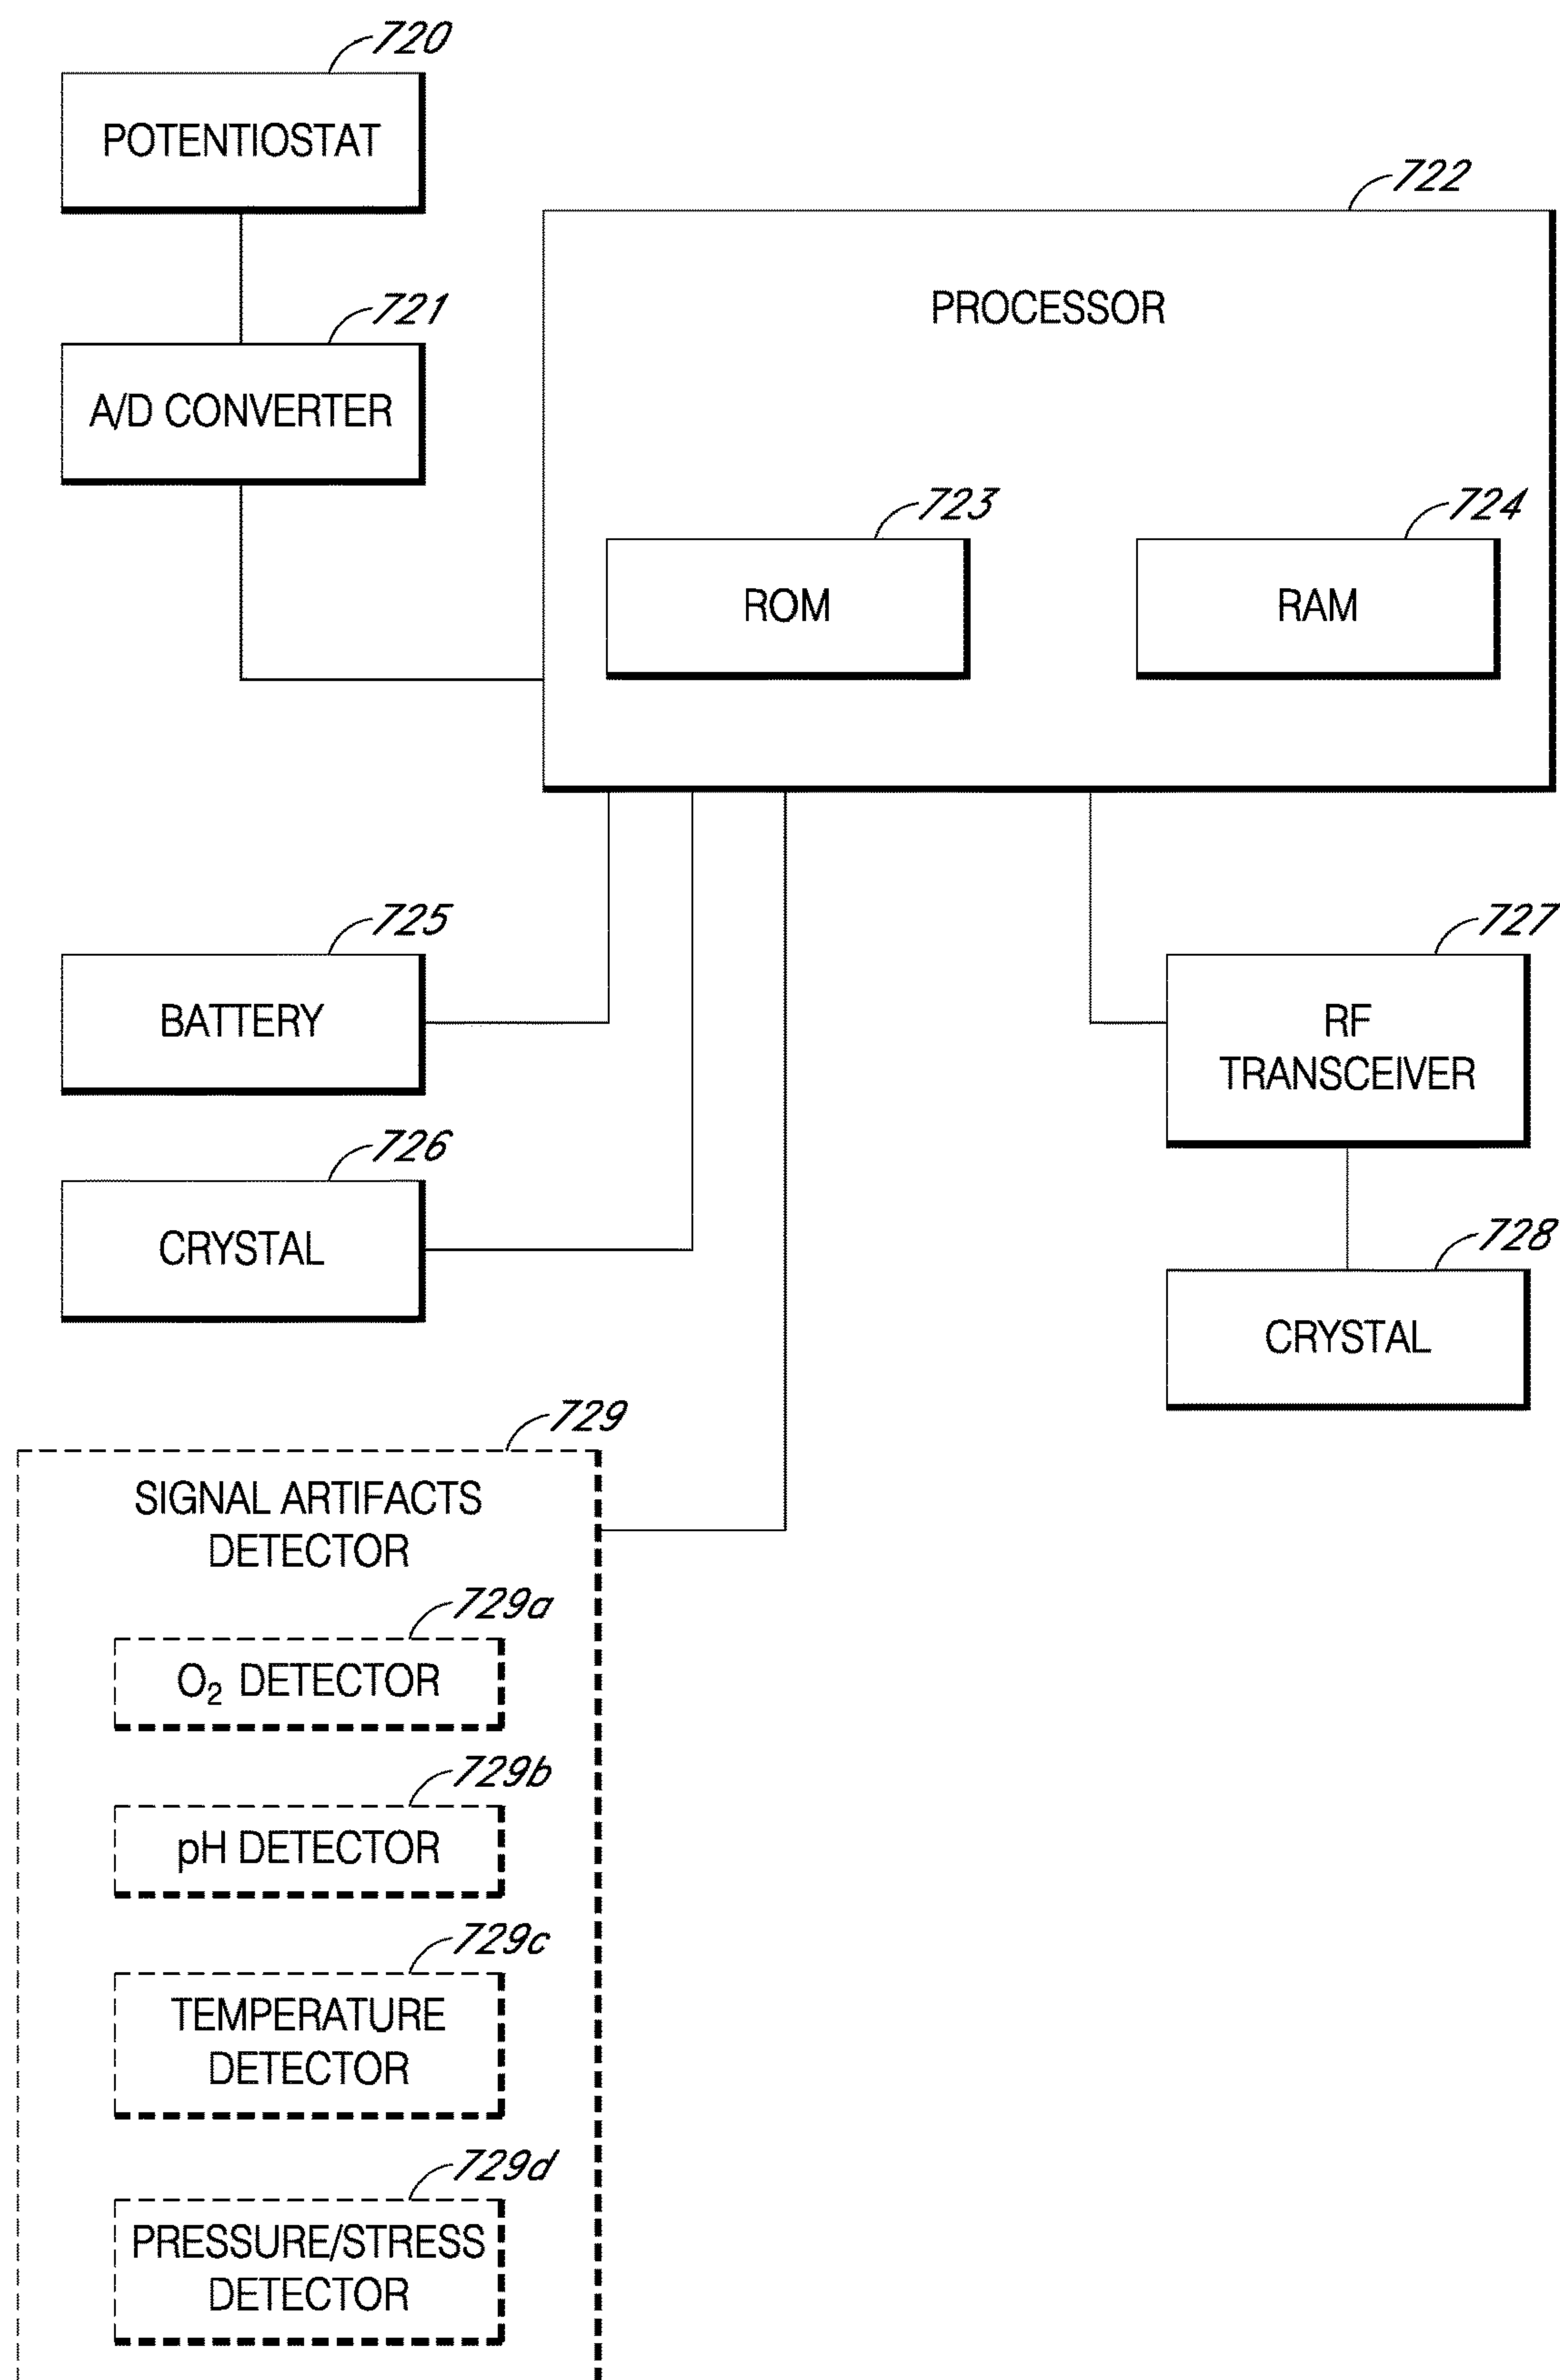 720
POTENTIOSTAT
722
PROCESSOR
721
A/D CONVERTER
723
ROM
724
RAM
725
BATTERY
727
RF
TRANSCEIVER
726
CRYSTAL
728
CRYSTAL
729
SIGNAL ARTIFACTS
DETECTOR
729a
O₂ DETECTOR
729b
pH DETECTOR
729c
TEMPERATURE
DETECTOR
729d
PRESSURE/STRESS
DETECTOR